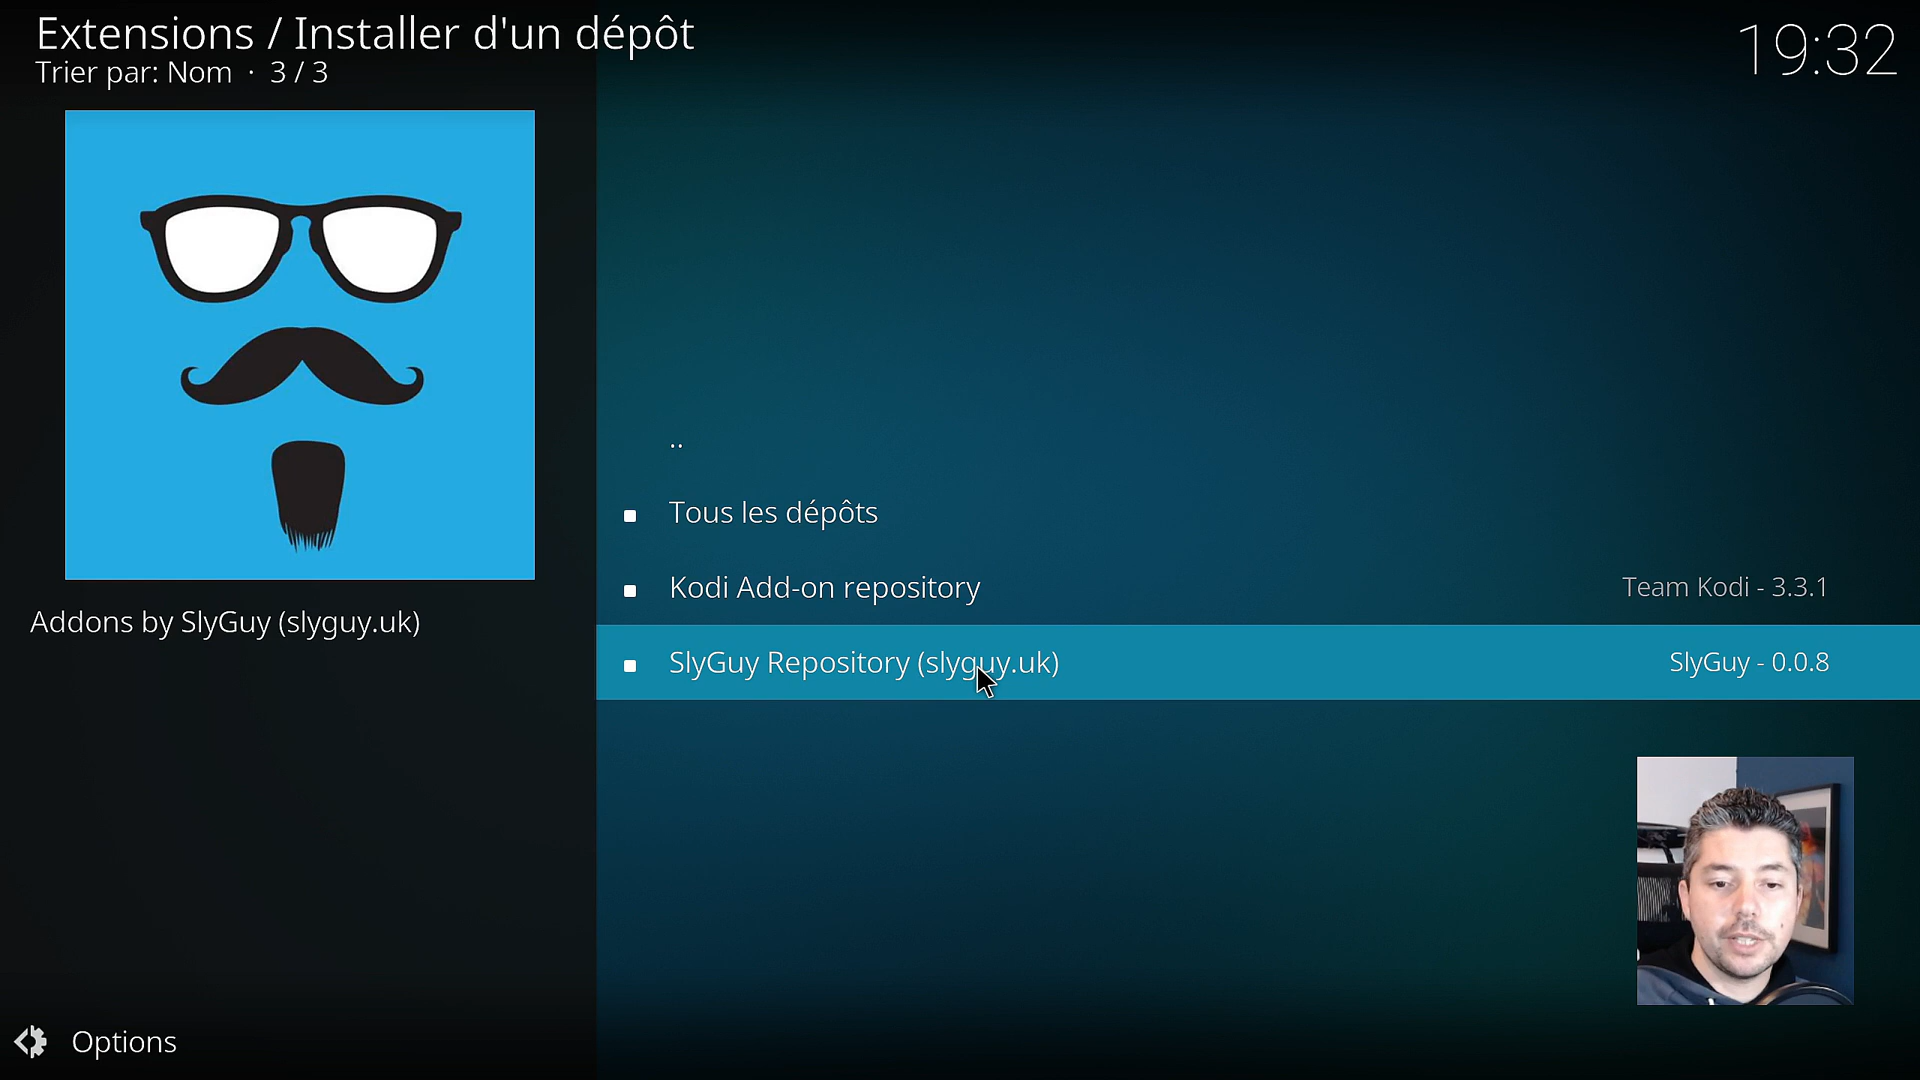 Extensions / Installer d'un dépôt
Trier par: Nom · 3 / 3
19:32
Addons by SlyGuy (slyguy.uk)
..
Tous les dépôts
Kodi Add-on repository Team Kodi - 3.3.1
SlyGuy Repository (slyguy.uk) SlyGuy - 0.0.8
Options